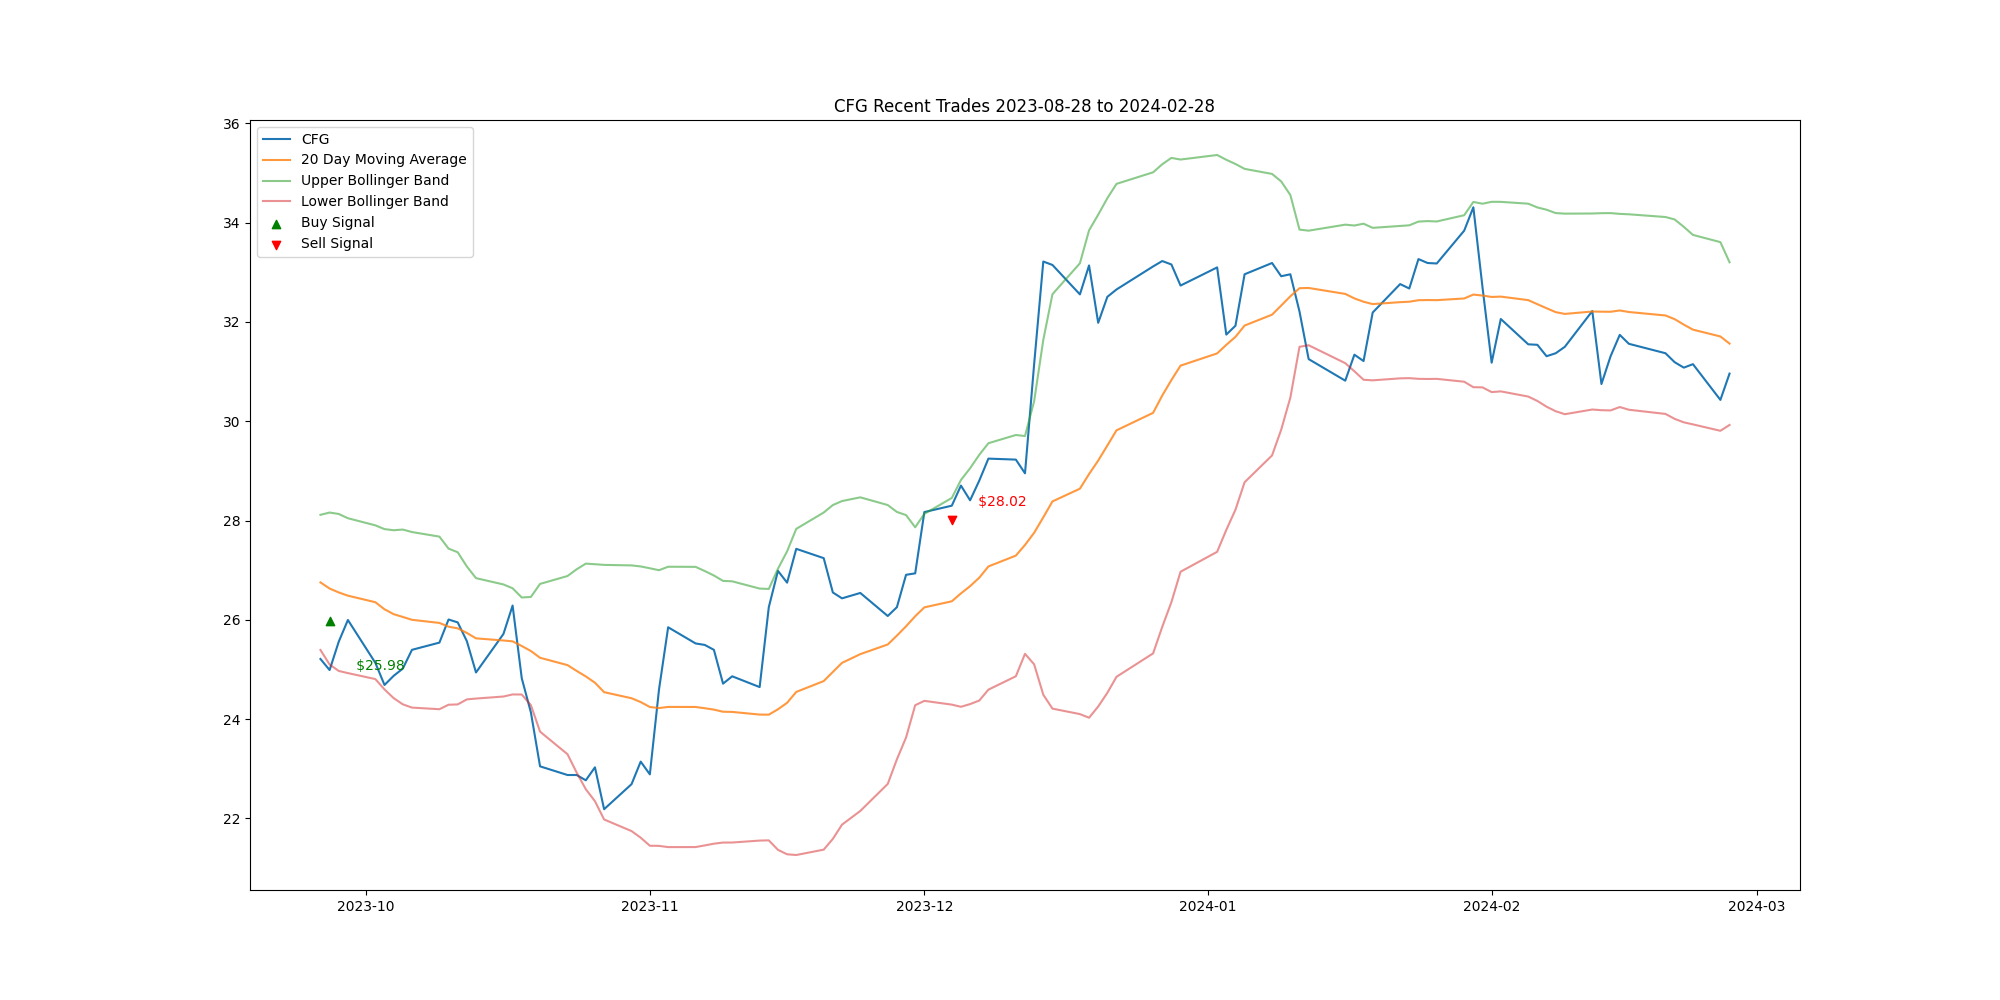 CFG Recent Trades 2023-08-28 to 2024-02-28
36
34
32
30
28
26
24
22
CFG
20 Day Moving Average
Upper Bollinger Band
Lower Bollinger Band
Buy Signal
Sell Signal
$28.02
$25.98
2023-10
2023-11
2023-12
2024-01
2024-02
2024-03